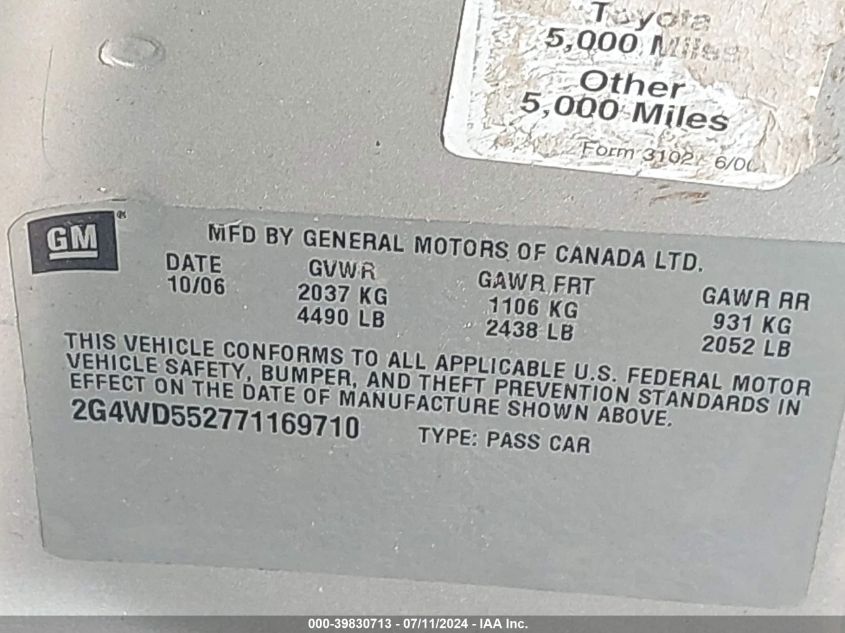 Toyota
5,000 Miles
Other
5,000 Miles
Form 3102 6/0
GM®
MFD BY GENERAL MOTORS OF CANADA LTD.
DATE GVWR GAWR FRT GAWR RR
10/06 2037 KG 1106 KG 931 KG
4490 LB 2438 LB 2052 LB
THIS VEHICLE CONFORMS TO ALL APPLICABLE U.S. FEDERAL MOTOR
VEHICLE SAFETY, BUMPER, AND THEFT PREVENTION STANDARDS IN
EFFECT ON THE DATE OF MANUFACTURE SHOWN ABOVE.
2G4WD552771169710 TYPE: PASS CAR
000-39830713 - 07/11/2024 - IAA Inc.